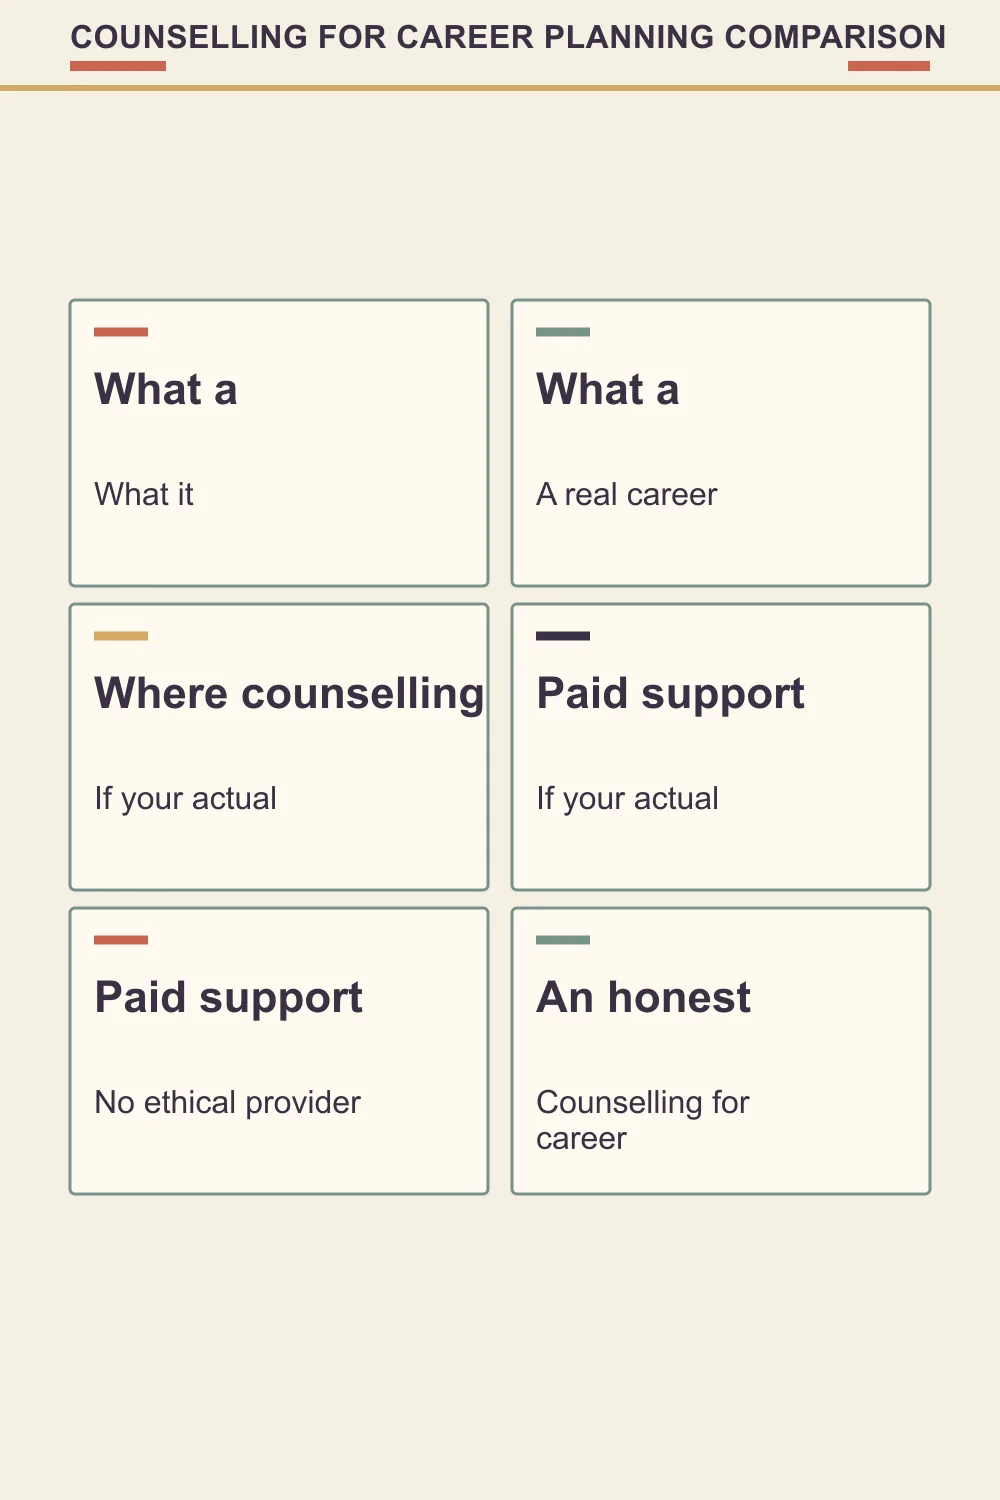 COUNSELLING FOR CAREER PLANNING COMPARISON
What a
What it
What a
A real career
Where counselling
If your actual
Paid support
If your actual
Paid support
No ethical provider
An honest
Counselling for
career